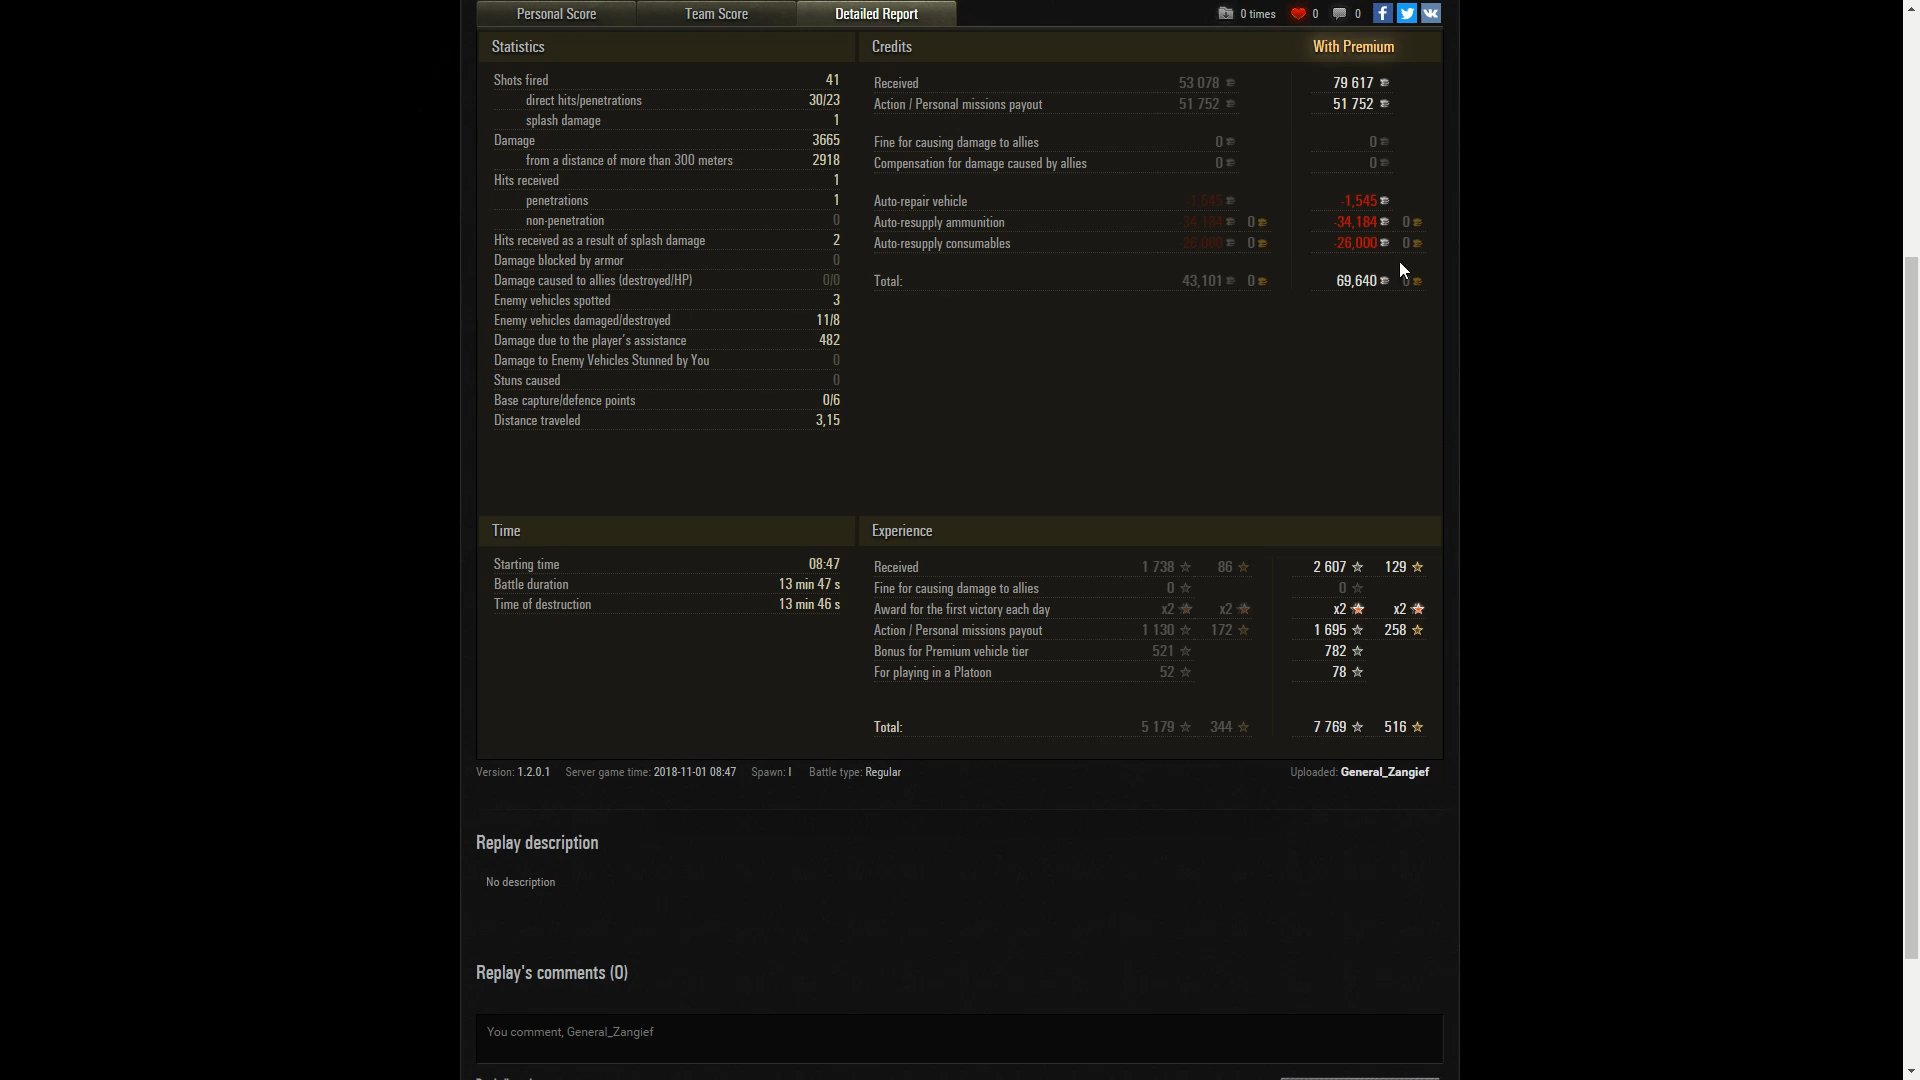 Personal Score Team Score Detailed Report 0 times 0 0
Statistics
Shots fired 41
direct hits/penetrations 30/23
splash damage 1
Damage 3665
from a distance of more than 300 meters 2918
Hits received 1
penetrations 1
non-penetration 0
Hits received as a result of splash damage 2
Damage blocked by armor 0
Damage caused to allies (destroyed/HP) 0/0
Enemy vehicles spotted 3
Enemy vehicles damaged/destroyed 11/8
Damage due to the player's assistance 482
Damage to Enemy Vehicles Stunned by You 0
Stuns caused 0
Base capture/defence points 0/6
Distance traveled 3,15
Credits With Premium
Received 53 078 79 617
Action / Personal missions payout 51 752 51 752
Fine for causing damage to allies 0 0
Compensation for damage caused by allies 0 0
Auto-repair vehicle -1,545 -1,545
Auto-resupply ammunition -34,184 0 -34,184 0
Auto-resupply consumables -26,000 0 -26,000 0
Total: 43,101 0 69,640 0
Time
Starting time 08:47
Battle duration 13 min 47 s
Time of destruction 13 min 46 s
Experience
Received 1 738 86 2 607 129
Fine for causing damage to allies 0 0
Award for the first victory each day x2 x2 x2 x2
Action / Personal missions payout 1 130 172 1 695 258
Bonus for Premium vehicle tier 521 782
For playing in a Platoon 52 78
Total: 5 179 344 7 769 516
Version: 1.2.0.1 Server game time: 2018-11-01 08:47 Spawn: I Battle type: Regular Uploaded: General_Zangief
Replay description
No description
Replay's comments (0)
You comment, General_Zangief